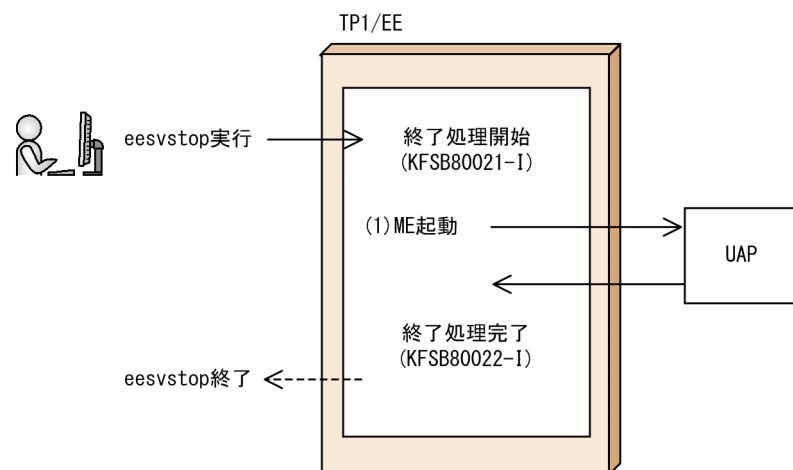 TP1/EE
eesvstop実行
終了処理開始
(KFSB80021-I)
(1)ME起動
UAP
終了処理完了
(KFSB80022-I)
eesvstop終了